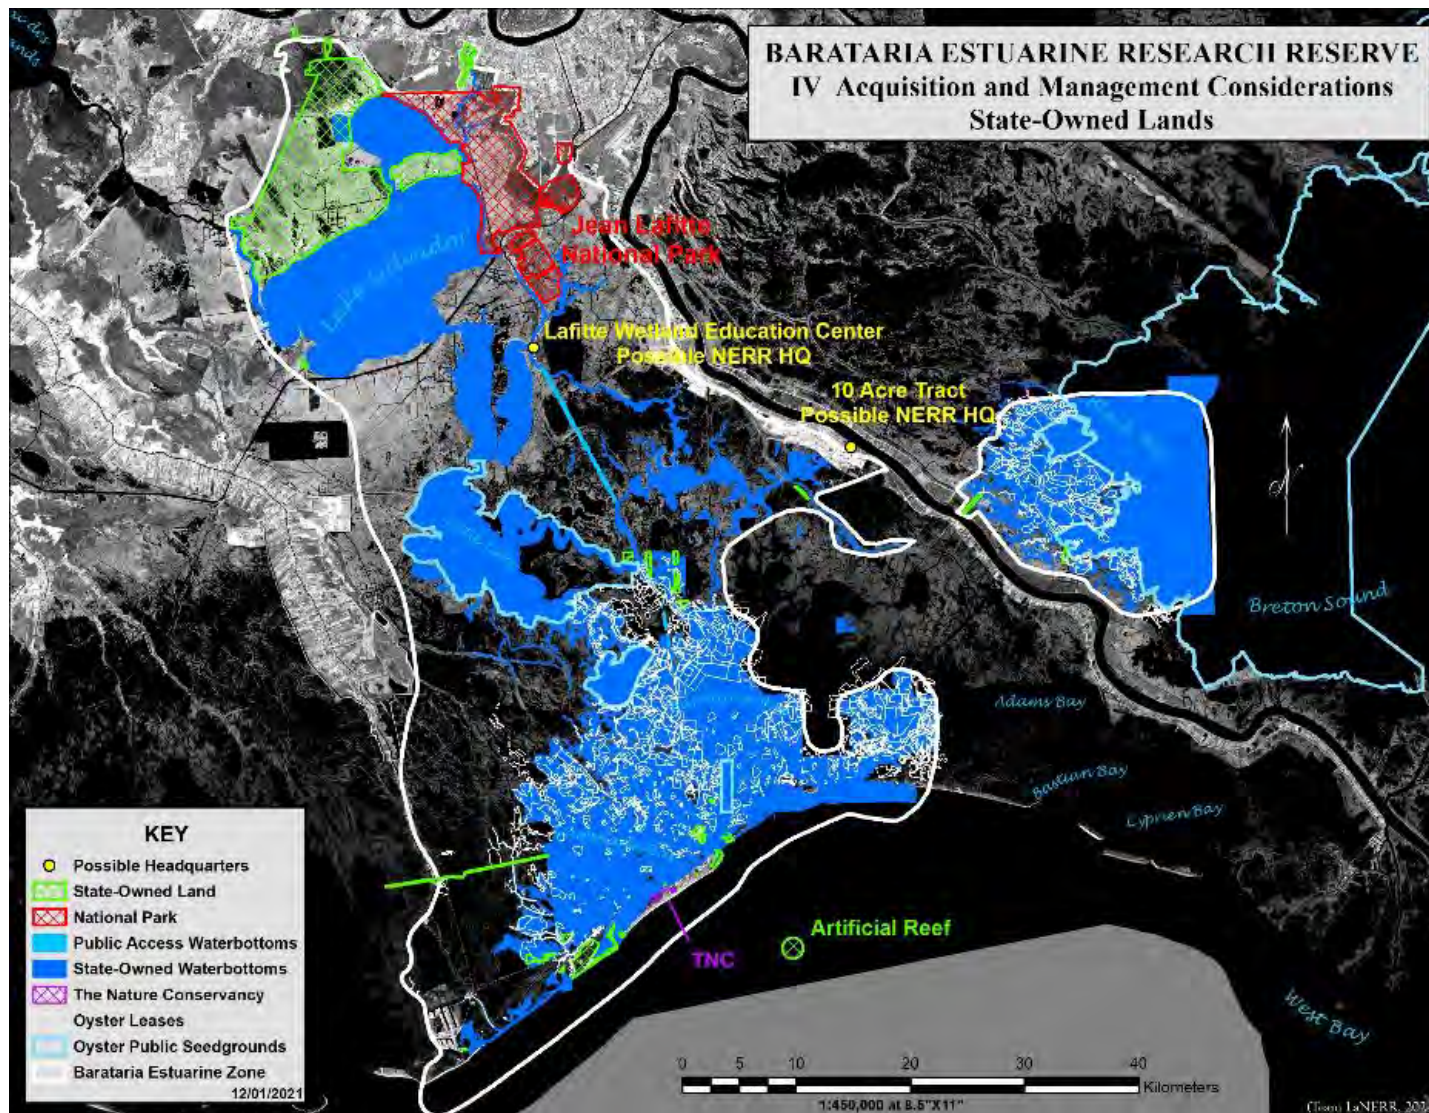 BARATARIA ESTUARINE RESEARCH RESERVE
IV Acquisition and Management Considerations
State-Owned Lands
Jean Lafitte
National Park
Lafitte Wetland Education Center
Possible NERR HQ
10 Acre Tract
Possible NERR HQ
Breton Sound
Adams Bay
Bastian Bay
Cyprien Bay
West Bay
Artificial Reef
TNC
KEY
Possible Headquarters
State-Owned Land
National Park
Public Access Waterbottoms
State-Owned Waterbottoms
The Nature Conservancy
Oyster Leases
Oyster Public Seedgrounds
Barataria Estuarine Zone
12/01/2021
0 5 10 20 30 40
Kilometers
1:450,000 at 8.5"X11"
(Team LaNERR, 202